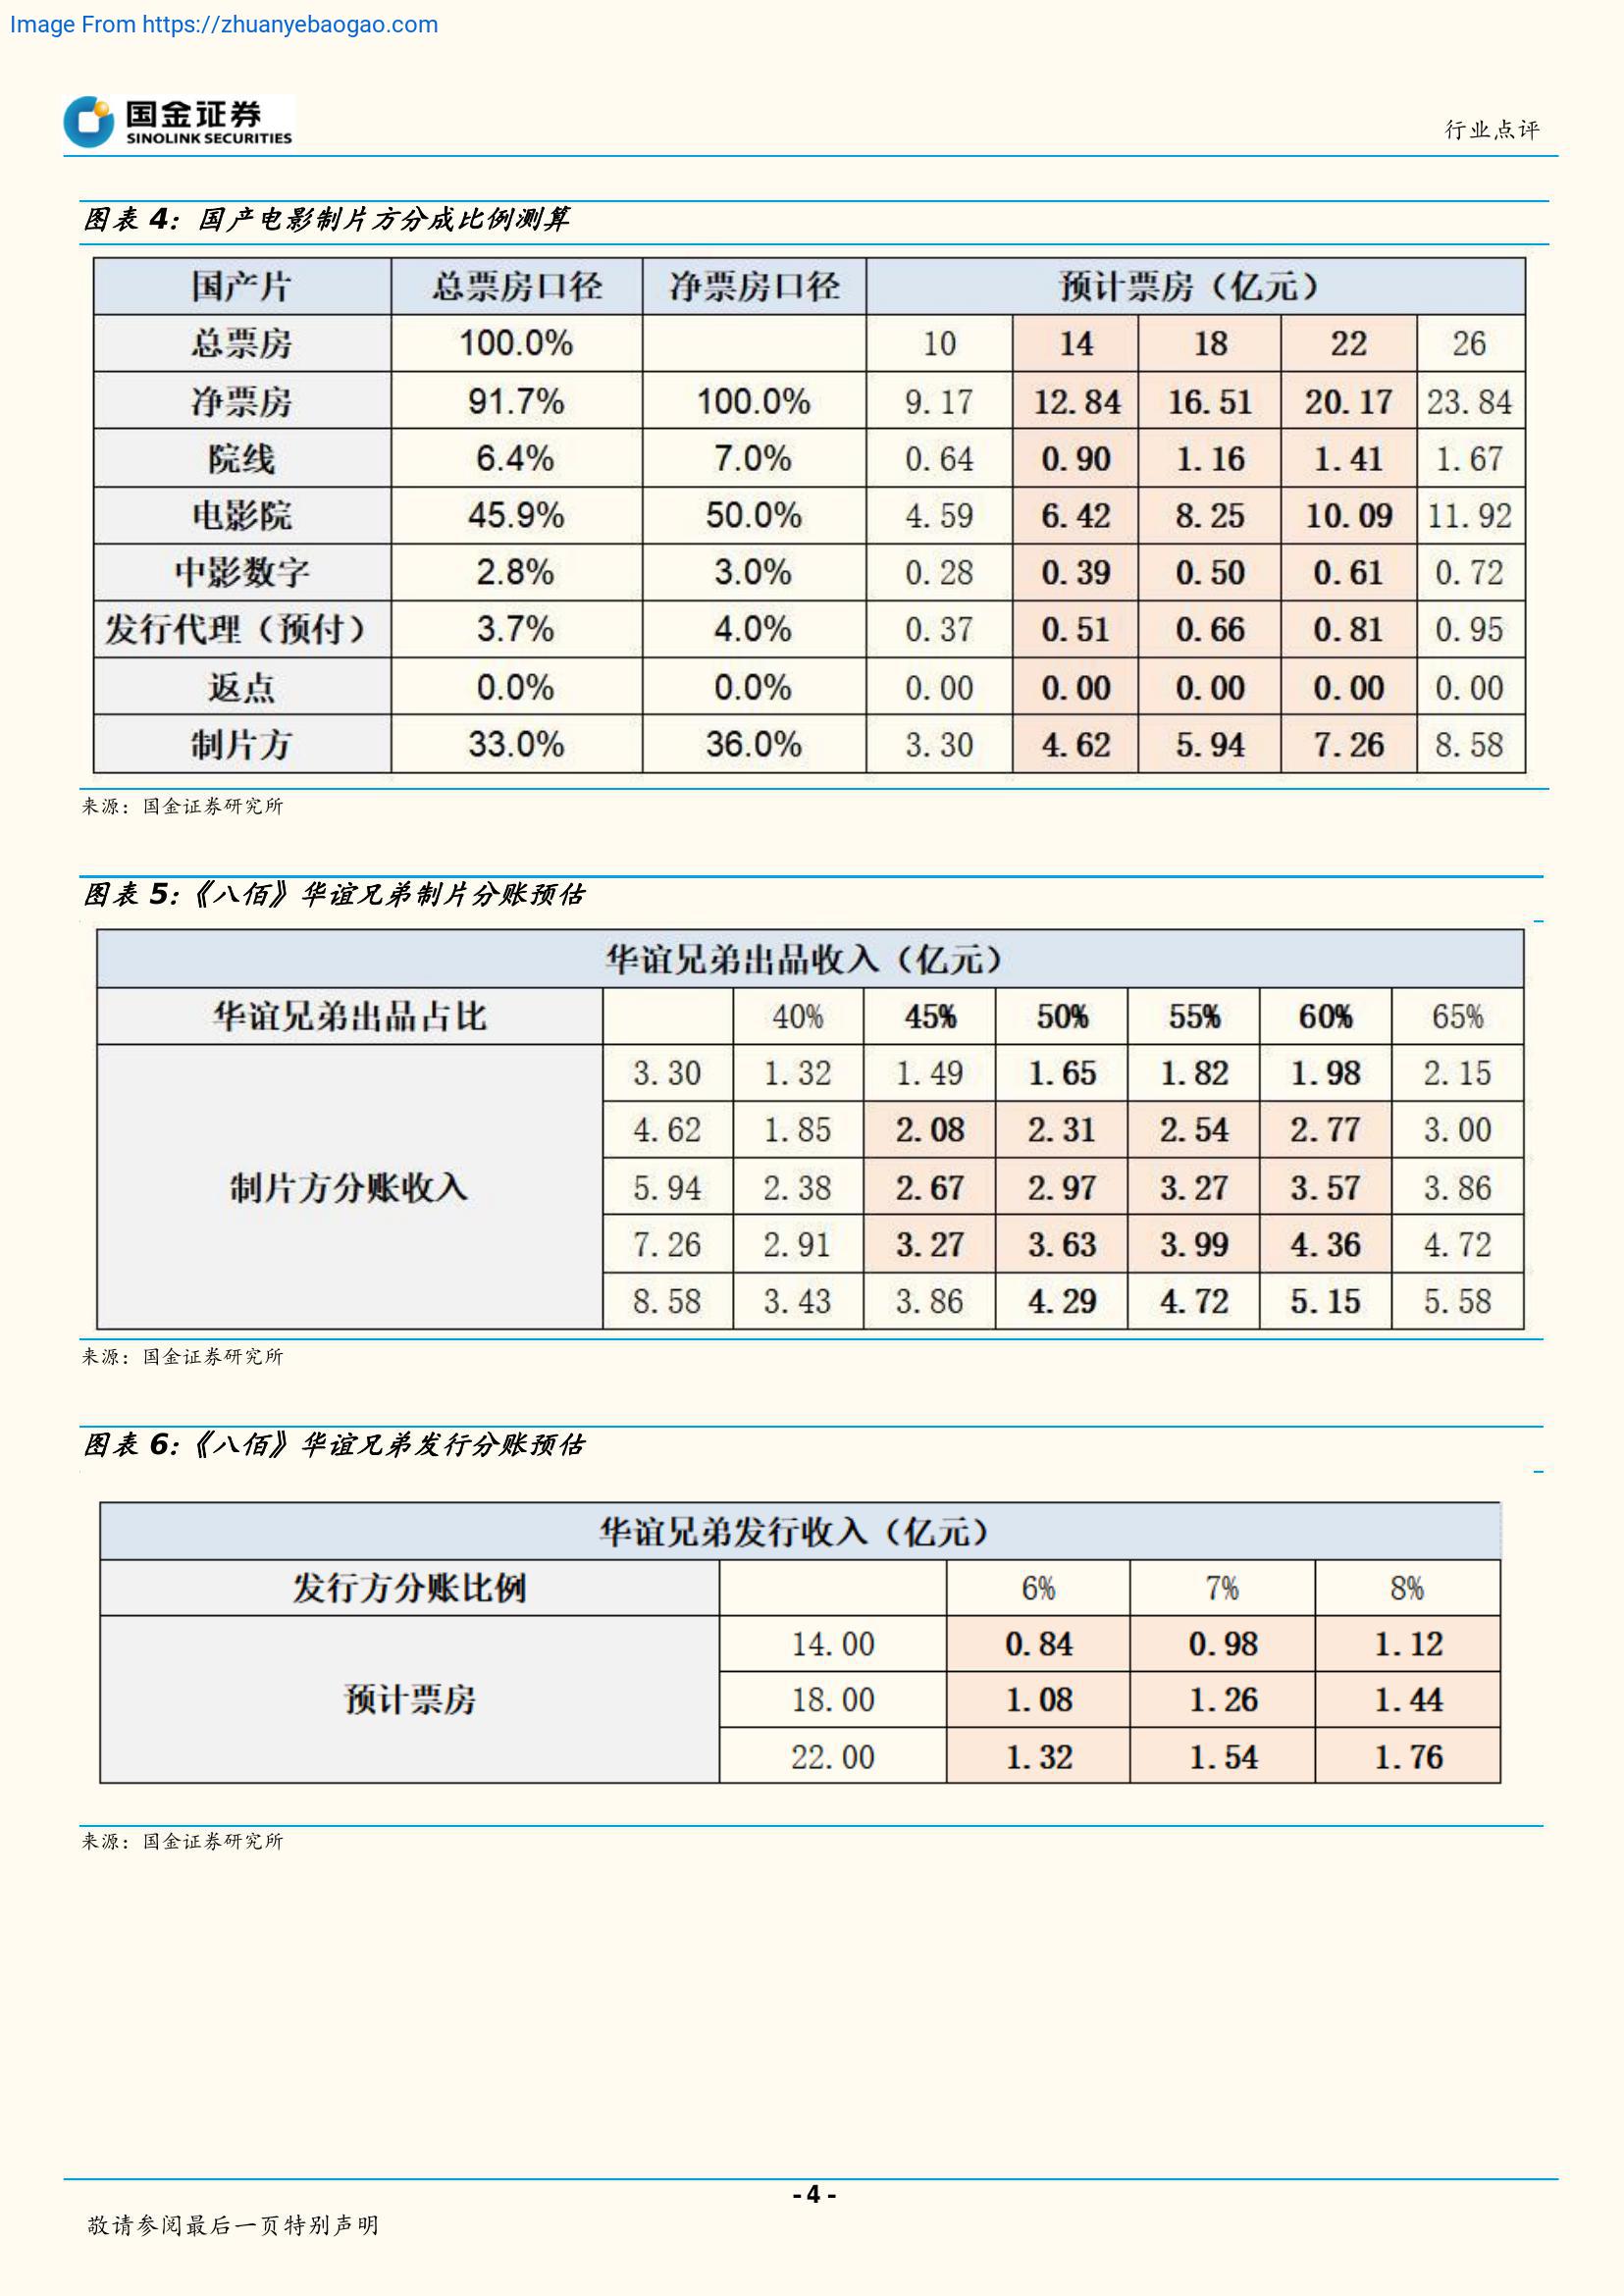 Image From https://zhuanyebaogao.com
国金证券
SINOLINK SECURITIES
行业点评
图表 4：国产电影制片方分成比例测算
国产片 总票房口径 净票房口径 预计票房（亿元）
总票房 100.0% 10 14 18 22 26
净票房 91.7% 100.0% 9.17 12.84 16.51 20.17 23.84
院线 6.4% 7.0% 0.64 0.90 1.16 1.41 1.67
电影院 45.9% 50.0% 4.59 6.42 8.25 10.09 11.92
中影数字 2.8% 3.0% 0.28 0.39 0.50 0.61 0.72
发行代理（预付） 3.7% 4.0% 0.37 0.51 0.66 0.81 0.95
返点 0.0% 0.0% 0.00 0.00 0.00 0.00 0.00
制片方 33.0% 36.0% 3.30 4.62 5.94 7.26 8.58
来源：国金证券研究所
图表 5:《八佰》华谊兄弟制片分账预估
华谊兄弟出品收入（亿元）
华谊兄弟出品占比 40% 45% 50% 55% 60% 65%
制片方分账收入
3.30 1.32 1.49 1.65 1.82 1.98 2.15
4.62 1.85 2.08 2.31 2.54 2.77 3.00
5.94 2.38 2.67 2.97 3.27 3.57 3.86
7.26 2.91 3.27 3.63 3.99 4.36 4.72
8.58 3.43 3.86 4.29 4.72 5.15 5.58
来源：国金证券研究所
图表 6:《八佰》华谊兄弟发行分账预估
华谊兄弟发行收入（亿元）
发行方分账比例 6% 7% 8%
预计票房
14.00 0.84 0.98 1.12
18.00 1.08 1.26 1.44
22.00 1.32 1.54 1.76
来源：国金证券研究所
- 4 -
敬请参阅最后一页特别声明